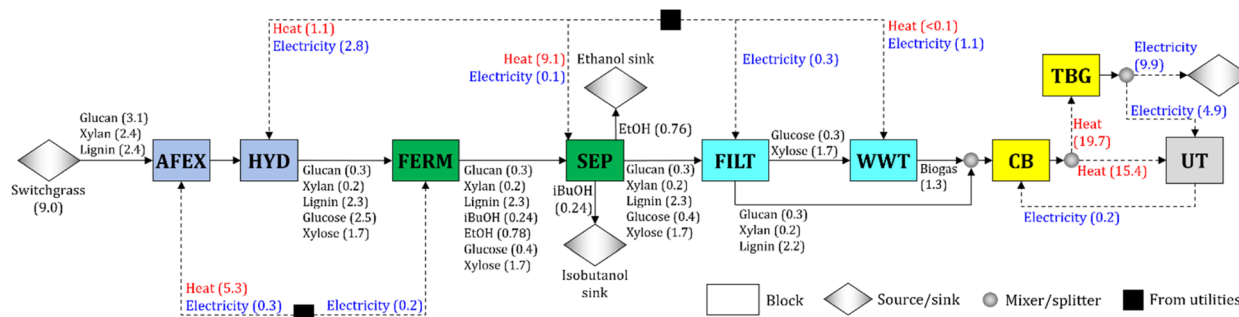 Heat (1.1)
Electricity (2.8)
Heat (9.1)
Electricity (0.1)
Ethanol sink
Electricity (0.3)
Heat (<0.1)
Electricity (1.1)
TBG
Electricity
(9.9)
Glucan (3.1)
Xylan (2.4)
Lignin (2.4)
EtOH (0.76)
Glucose (0.3)
Xylose (1.7)
Heat
(19.7)
Electricity (4.9)
AFEX
HYD
FERM
SEP
FILT
WWT
CB
UT
Switchgrass
(9.0)
Glucan (0.3)
Xylan (0.2)
Lignin (2.3)
Glucose (2.5)
Xylose (1.7)
Glucan (0.3)
Xylan (0.2)
Lignin (2.3)
iBuOH (0.24)
EtOH (0.78)
Glucose (0.4)
Xylose (1.7)
iBuOH
(0.24)
Glucan (0.3)
Xylan (0.2)
Lignin (2.3)
Glucose (0.4)
Xylose (1.7)
Biogas
(1.3)
Heat (15.4)
Glucan (0.3)
Xylan (0.2)
Lignin (2.2)
Electricity (0.2)
Heat (5.3)
Electricity (0.3)
Electricity (0.2)
Isobutanol
sink
Block
Source/sink
Mixer/splitter
From utilities